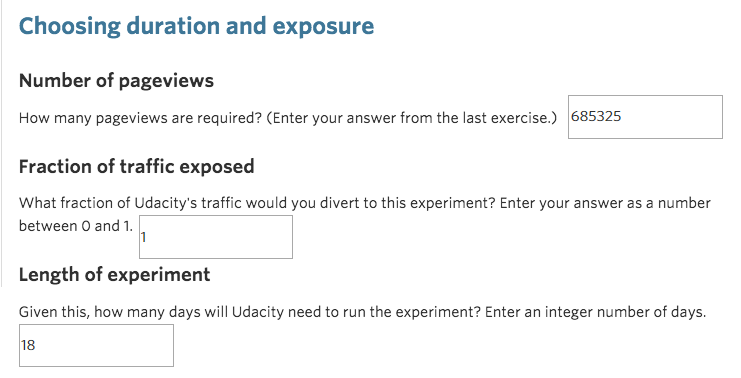 Choosing duration and exposure
Number of pageviews
How many pageviews are required? (Enter your answer from the last exercise.) 685325
Fraction of traffic exposed
What fraction of Udacity's traffic would you divert to this experiment? Enter your answer as a number
between 0 and 1. 1
Length of experiment
Given this, how many days will Udacity need to run the experiment? Enter an integer number of days.
18